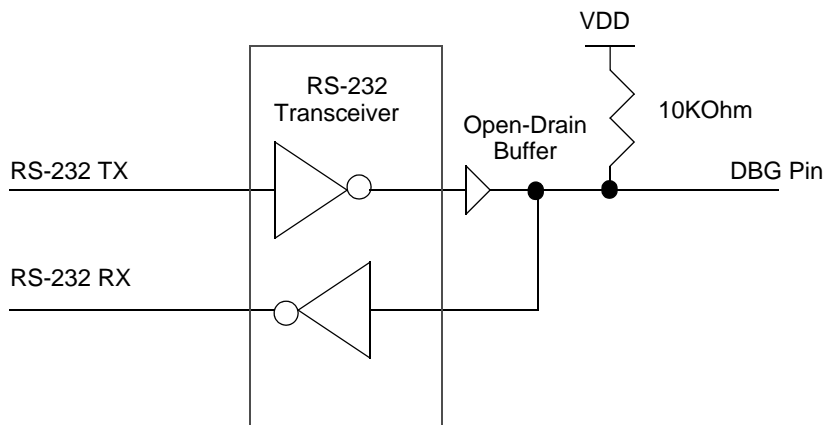 VDD
RS-232
Transceiver
10KOhm
Open-Drain
Buffer
RS-232 TX
DBG Pin
RS-232 RX